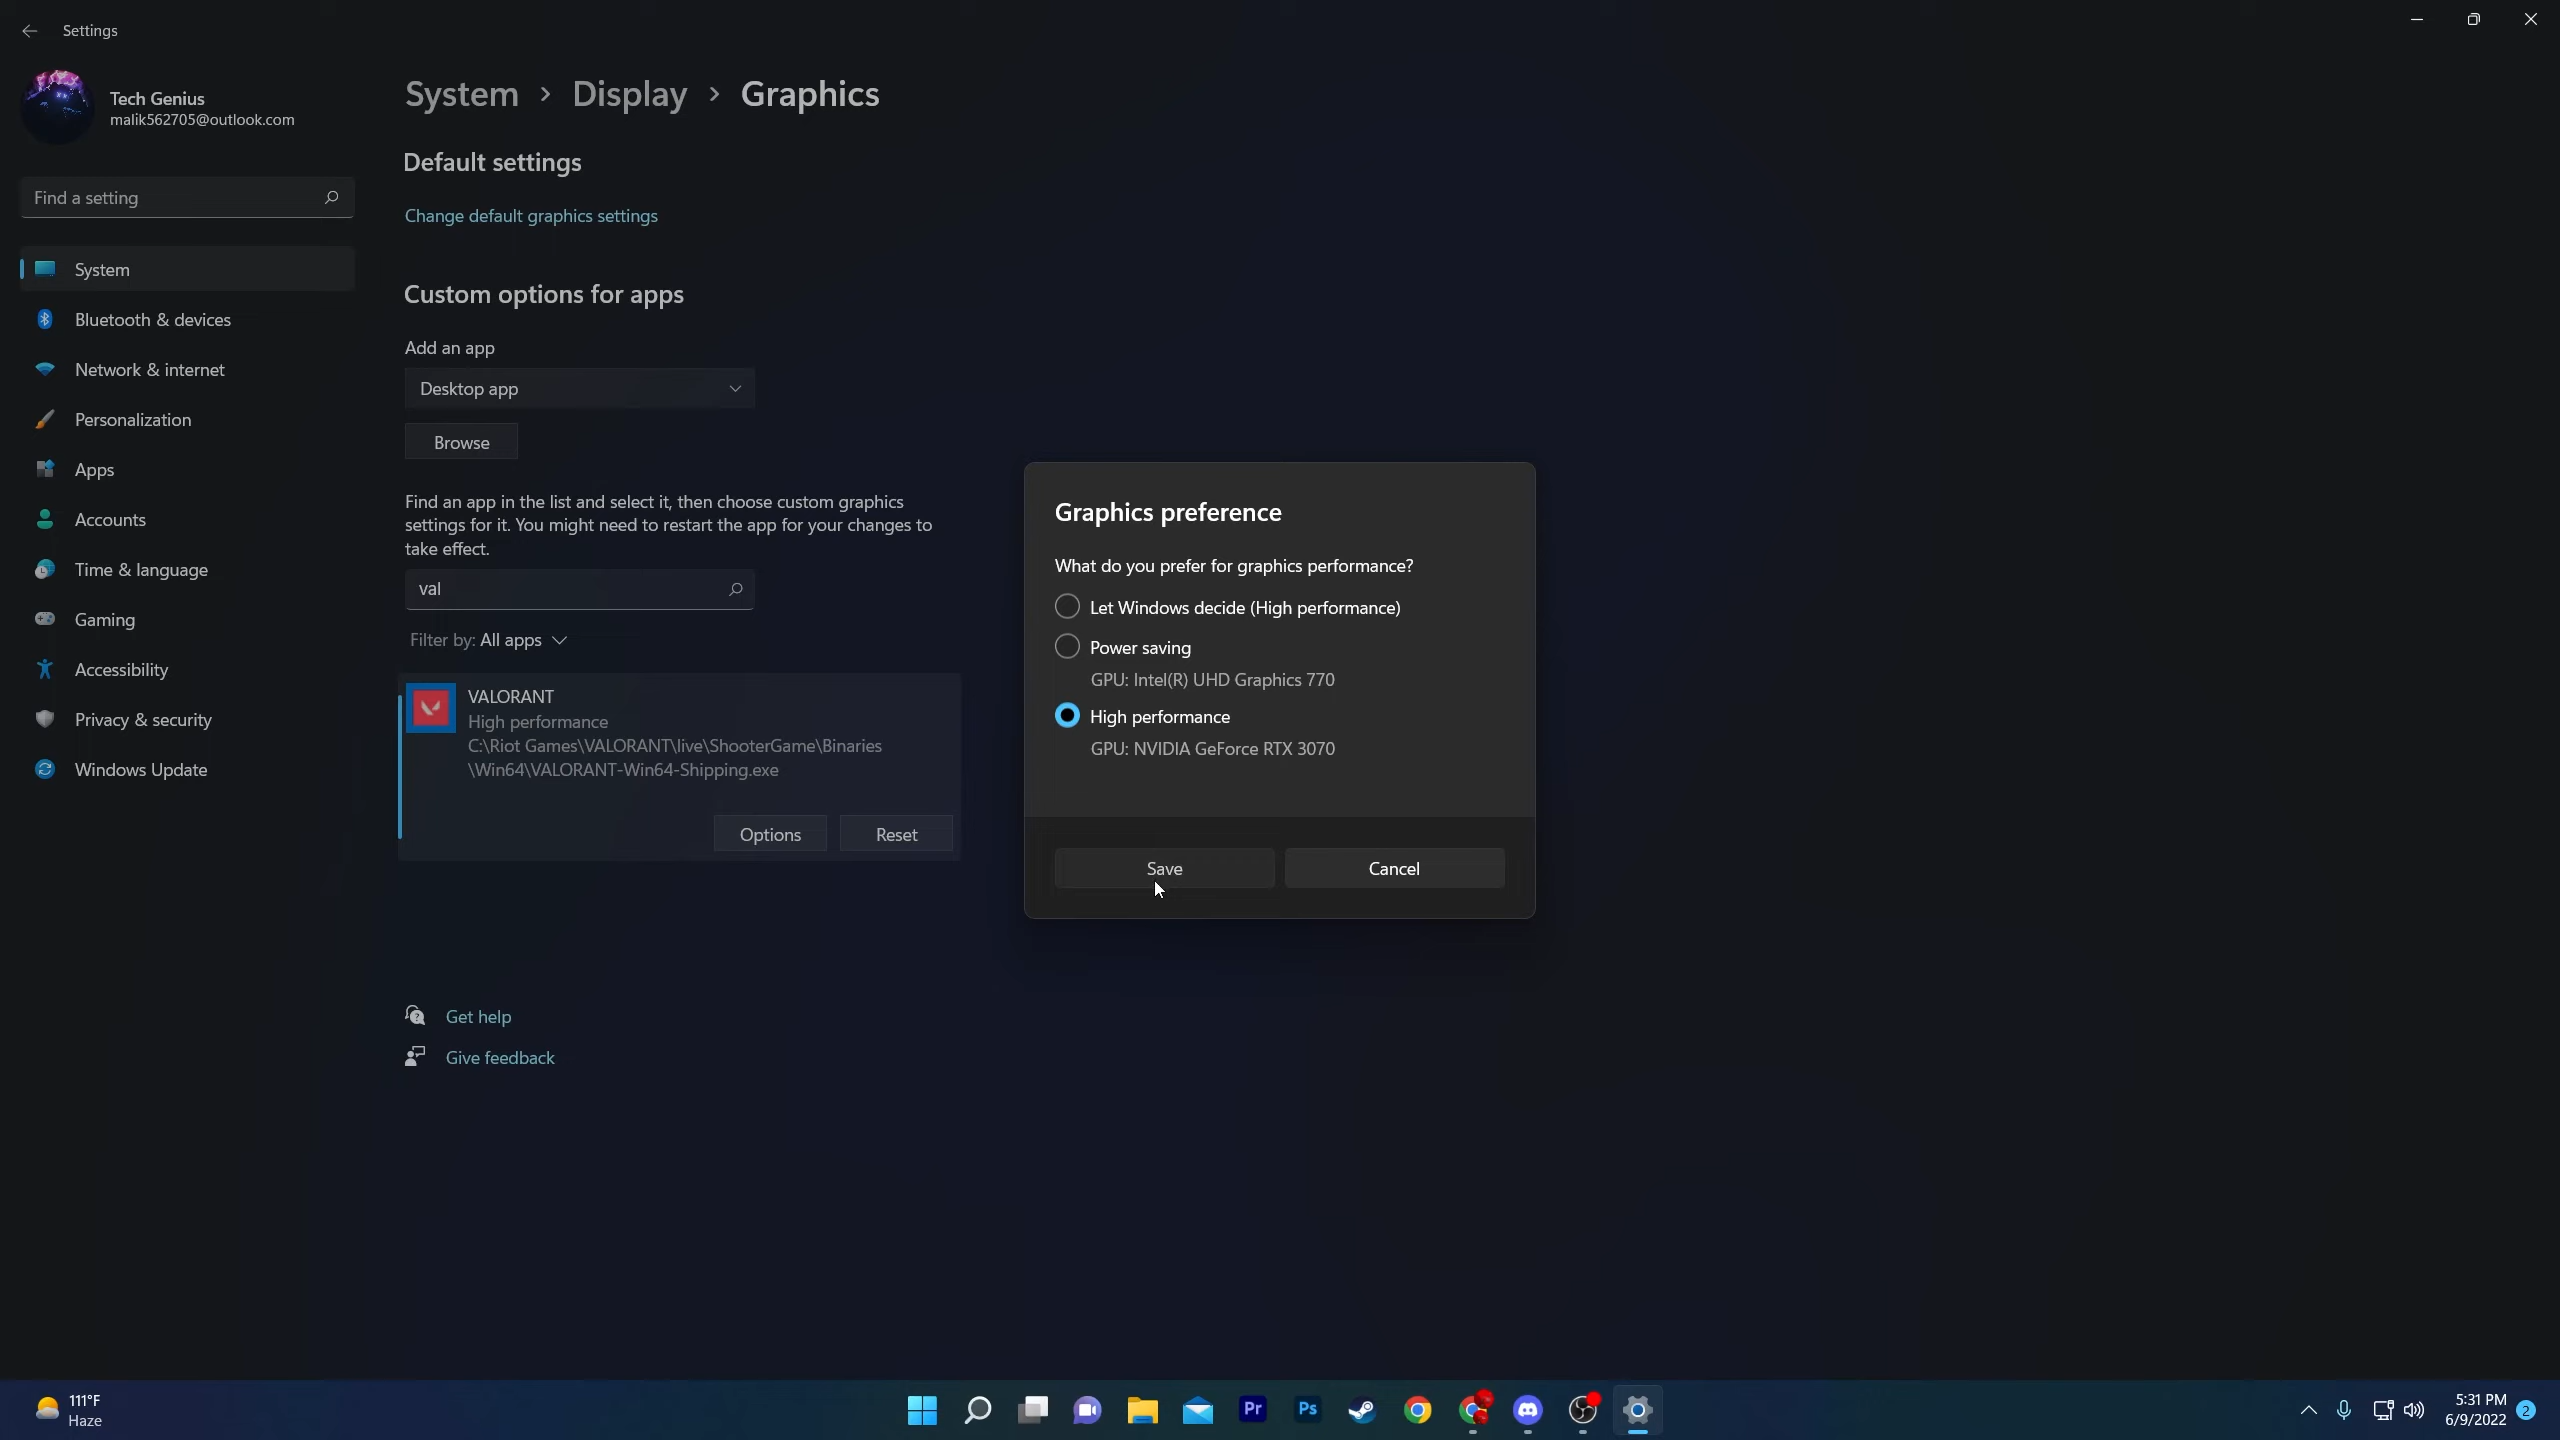 Settings
Tech Genius
malik562705@outlook.com
Find a setting
System
Bluetooth & devices
Network & internet
Personalization
Apps
Accounts
Time & language
Gaming
Accessibility
Privacy & security
Windows Update
System > Display > Graphics
Default settings
Change default graphics settings
Custom options for apps
Add an app
Desktop app
Browse
Find an app in the list and select it, then choose custom graphics
settings for it. You might need to restart the app for your changes to
take effect.
val
Filter by: All apps
VALORANT
High performance
C:\Riot Games\VALORANT\live\ShooterGame\Binaries
\Win64\VALORANT-Win64-Shipping.exe
Options
Reset
Get help
Give feedback
Graphics preference
What do you prefer for graphics performance?
Let Windows decide (High performance)
Power saving
GPU: Intel(R) UHD Graphics 770
High performance
GPU: NVIDIA GeForce RTX 3070
Save
Cancel
111°F
Haze
Pr
Ps
5:31 PM
6/9/2022
2